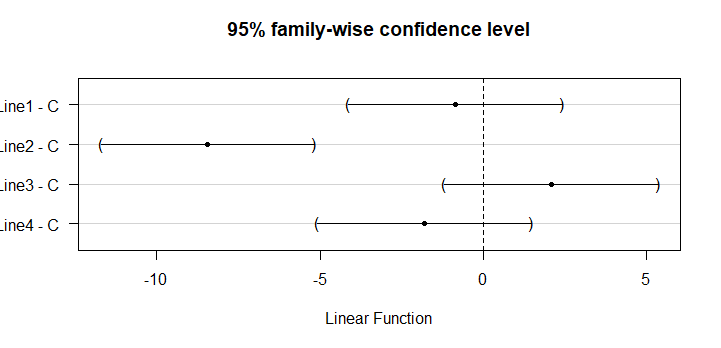 95% family-wise confidence level
Line1 - C
Line2 - C
Line3 - C
Line4 - C
-10 -5 0 5
Linear Function